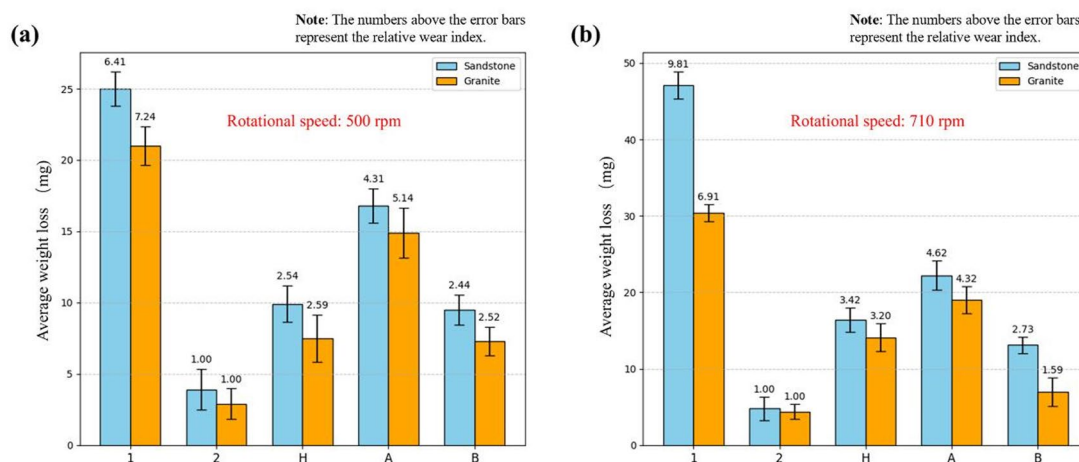 Note: The numbers above the error bars
represent the relative wear index.
(a)
Sandstone
Granite
Rotational speed: 500 rpm
Average weight loss (mg)
25
20
15
10
5
0
6.41
7.24
1.00
1.00
2.54
2.59
4.31
5.14
2.44
2.52
1
2
H
A
B
Note: The numbers above the error bars
represent the relative wear index.
(b)
Sandstone
Granite
Rotational speed: 710 rpm
Average weight loss (mg)
50
40
30
20
10
0
9.81
6.91
1.00
1.00
3.42
3.20
4.62
4.32
2.73
1.59
1
2
H
A
B